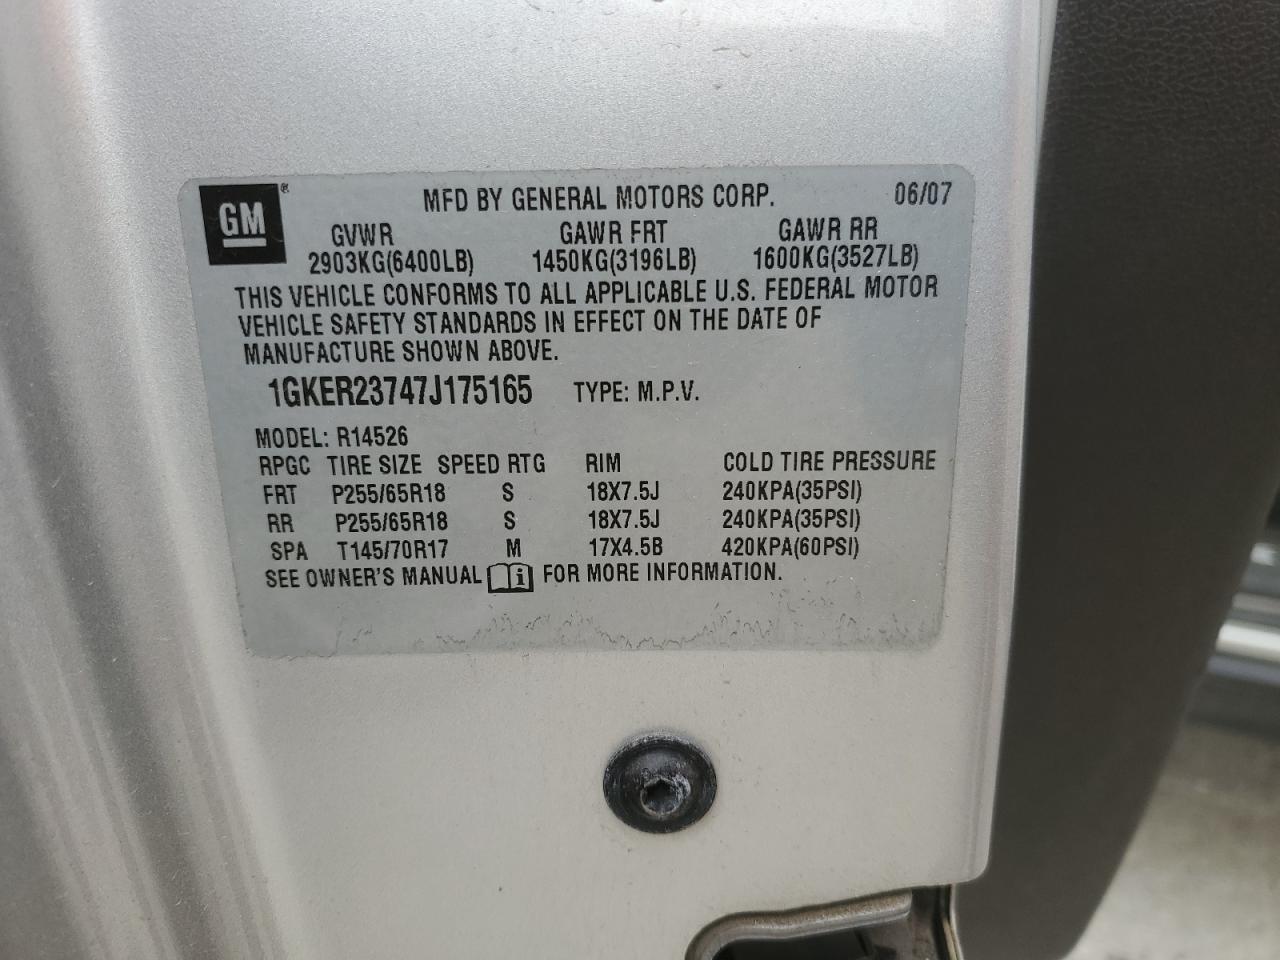 GM® MFD BY GENERAL MOTORS CORP. 06/07
GVWR GAWR FRT GAWR RR
2903KG(6400LB) 1450KG(3196LB) 1600KG(3527LB)
THIS VEHICLE CONFORMS TO ALL APPLICABLE U.S. FEDERAL MOTOR
VEHICLE SAFETY STANDARDS IN EFFECT ON THE DATE OF
MANUFACTURE SHOWN ABOVE.
1GKER23747J175165 TYPE: M.P.V.
MODEL: R14526
RPGC TIRE SIZE SPEED RTG RIM COLD TIRE PRESSURE
FRT P255/65R18 S 18X7.5J 240KPA(35PSI)
RR P255/65R18 S 18X7.5J 240KPA(35PSI)
SPA T145/70R17 M 17X4.5B 420KPA(60PSI)
SEE OWNER'S MANUAL i FOR MORE INFORMATION.